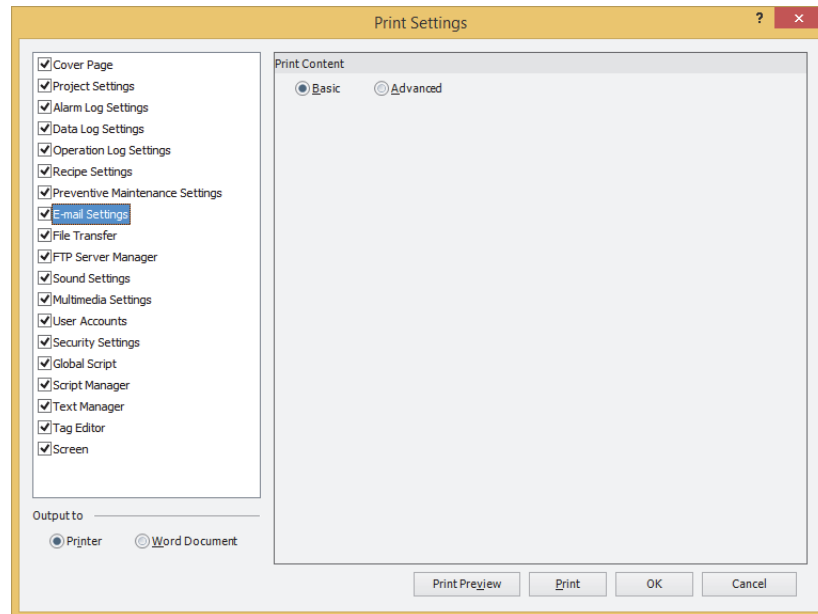 Print Settings
?
×
Cover Page
Project Settings
Alarm Log Settings
Data Log Settings
Operation Log Settings
Recipe Settings
Preventive Maintenance Settings
E-mail Settings
File Transfer
FTP Server Manager
Sound Settings
Multimedia Settings
User Accounts
Security Settings
Global Script
Script Manager
Text Manager
Tag Editor
Screen
Output to
Printer Word Document
Print Content
Basic Advanced
Print Preview Print OK Cancel